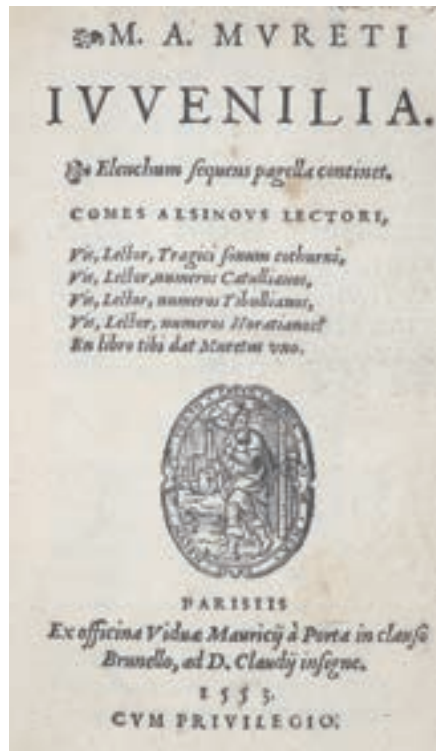 M. A. MVRETI
IVVENILIA.
Elenchum sequens pagella continet.
COMES ALSINOVS LECTORI,
Vis, Lector, Tragici sonum cothurni,
Vis, Lector, numeros Catullianos,
Vis, Lector, numeros Tibullianos,
Vis, Lector, numeros Horatianos?
En libro tibi dat Muretus vno.
PARISIIS
Ex officina Viduæ Mauricij à Porta in clauso
Brunello, ad D. Claudij insigne.
1553.
CVM PRIVILEGIO.